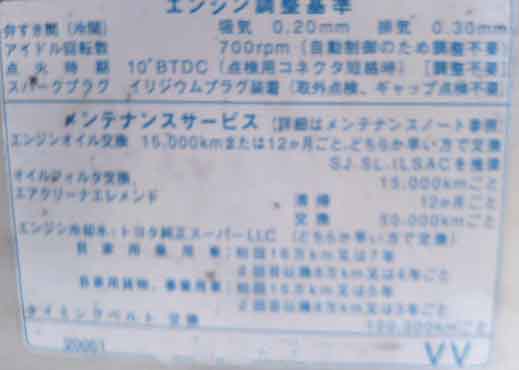 エンジン調整基準
弁すき間(冷間) 吸気 0.20mm 排気 0.30mm
アイドル回転数 700rpm (自動制御のため調整不要)
点火時期 10°BTDC (点検用コネクタ短絡時) [調整不要]
スパークプラグ イリジウムプラグ装着(取外点検、ギャップ点検不要
メンテナンスサービス (詳細はメンテナンスノート参照
エンジンオイル交換 15,000kmまたは12ヶ月ごと、どちらか早い方で交換
SJ,SL,ILSACを推奨
オイルフィルタ交換 15,000kmごと
エアクリーナエレメント 清掃 12ヶ月ごと
交換 50,000kmごと
エンジン冷却水:トヨタ純正スーパーLLC (どちらか早い方で交換)
自家用乗用車:初回16万km又は7年
2回目以降8万km又は4年ごと
初回16万km又は5年
2回目以降8万km又は3年ごと
タイミングベルト 交換 100,000kmごと
VV